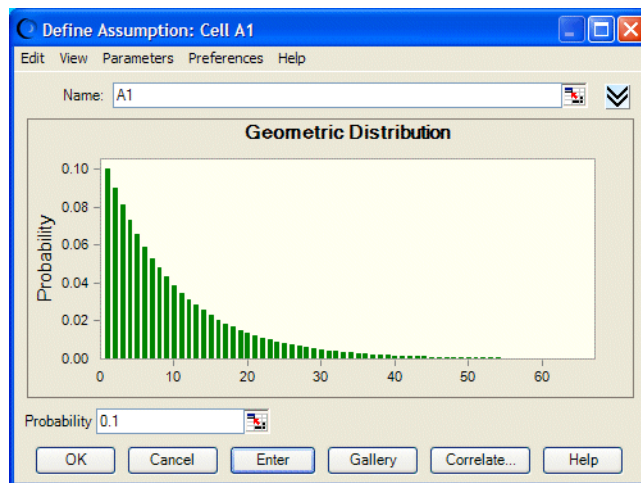 Define Assumption: Cell A1
Edit View Parameters Preferences Help
Name: A1
Geometric Distribution
Probability
0.10
0.08
0.06
0.04
0.02
0.00
0 10 20 30 40 50 60
Probability 0.1
OK Cancel Enter Gallery Correlate... Help